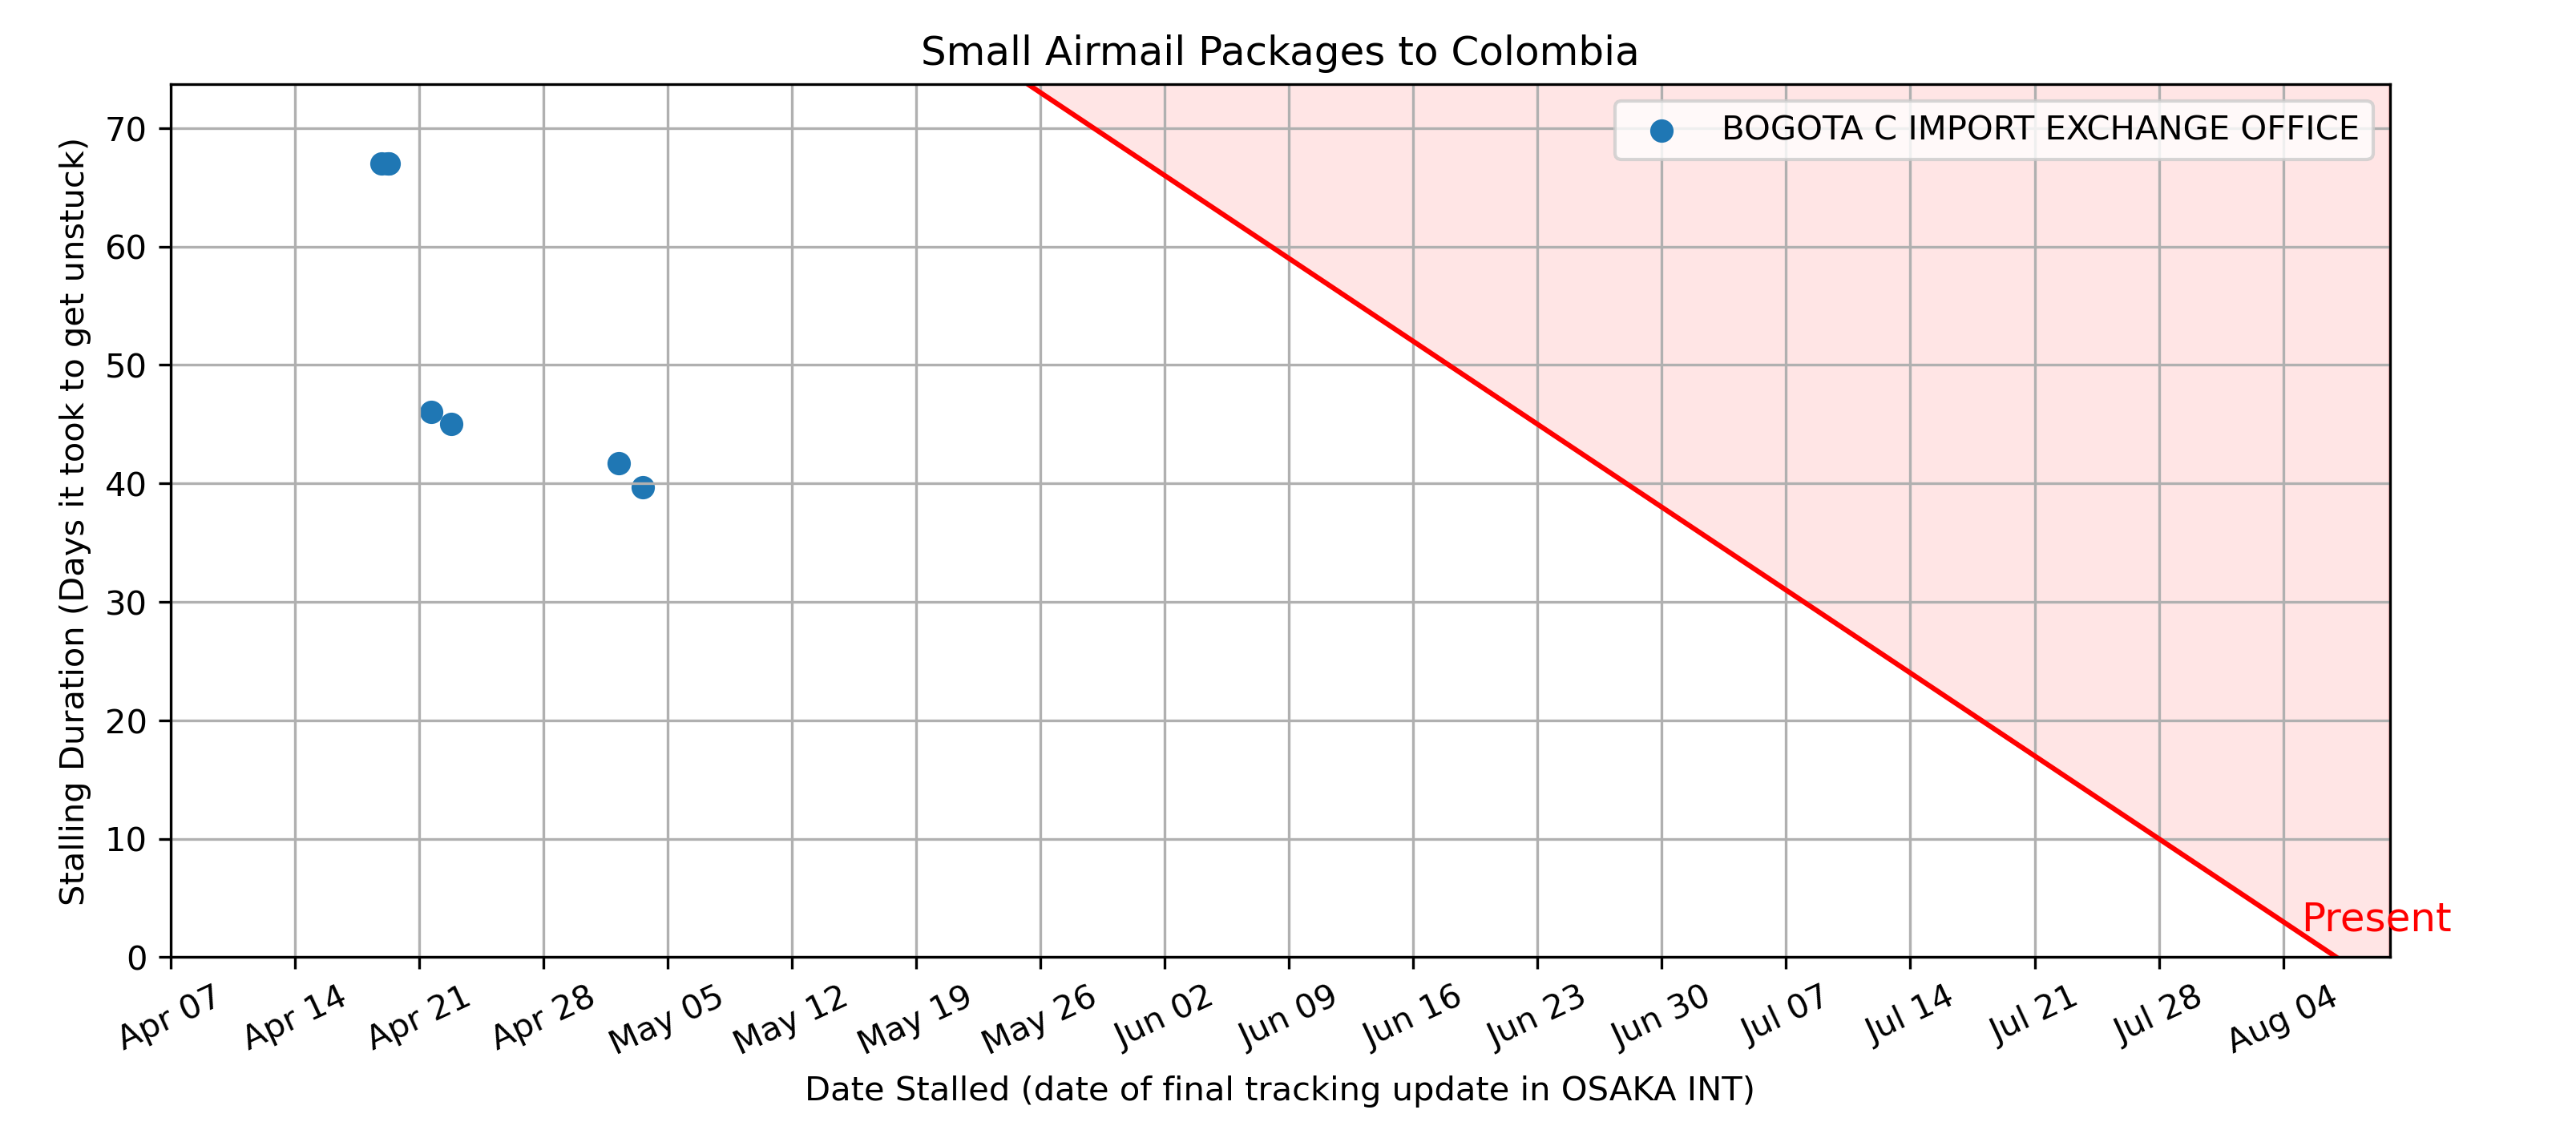 Small Airmail Packages to Colombia
BOGOTA C IMPORT EXCHANGE OFFICE
Stalling Duration (Days it took to get unstuck)
70
60
50
40
30
20
10
0
Present
Apr 07
Apr 14
Apr 21
Apr 28
May 05
May 12
May 19
May 26
Jun 02
Jun 09
Jun 16
Jun 23
Jun 30
Jul 07
Jul 14
Jul 21
Jul 28
Aug 04
Date Stalled (date of final tracking update in OSAKA INT)